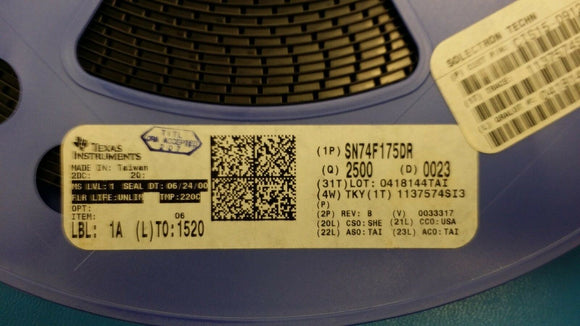 TEXAS
INSTRUMENTS
MADE IN: Taiwan
2DC: 2Q:
MS LVL: 1 SEAL DT: 06/24/00
FLR LIFE:UNLIM TMP:220C
OPT:
ITEM: 06
LBL: 1A (L)TO:1520
TITL
(1P) SN74F175DR
(Q) 2500 (D) 0023
(31T) LOT: 0418144TAI
(4W) TKY(1T) 1137574SI3
(P)
(2P) REV: B (V) 0033317
(20L) CSO:SHE (21L) CCO:USA
(22L) ASO:TAI (23L) ACO:TAI
SOLECTRON TECHN